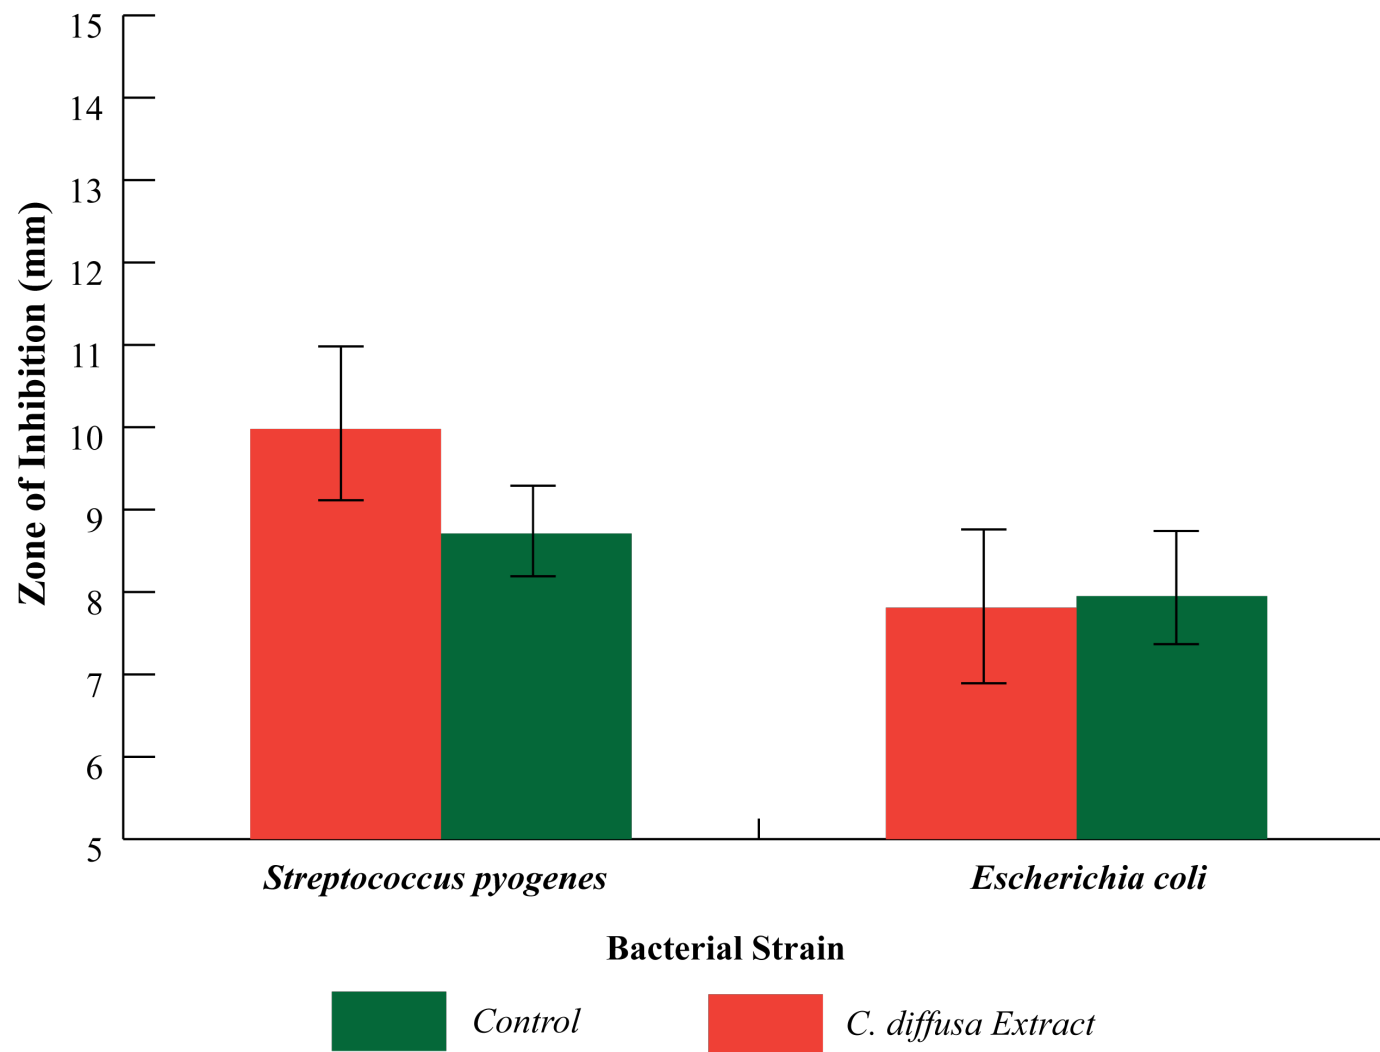 Zone of Inhibition (mm)
15
14
13
12
11
10
9
8
7
6
5
Streptococcus pyogenes
Escherichia coli
Bacterial Strain
Control
C. diffusa Extract